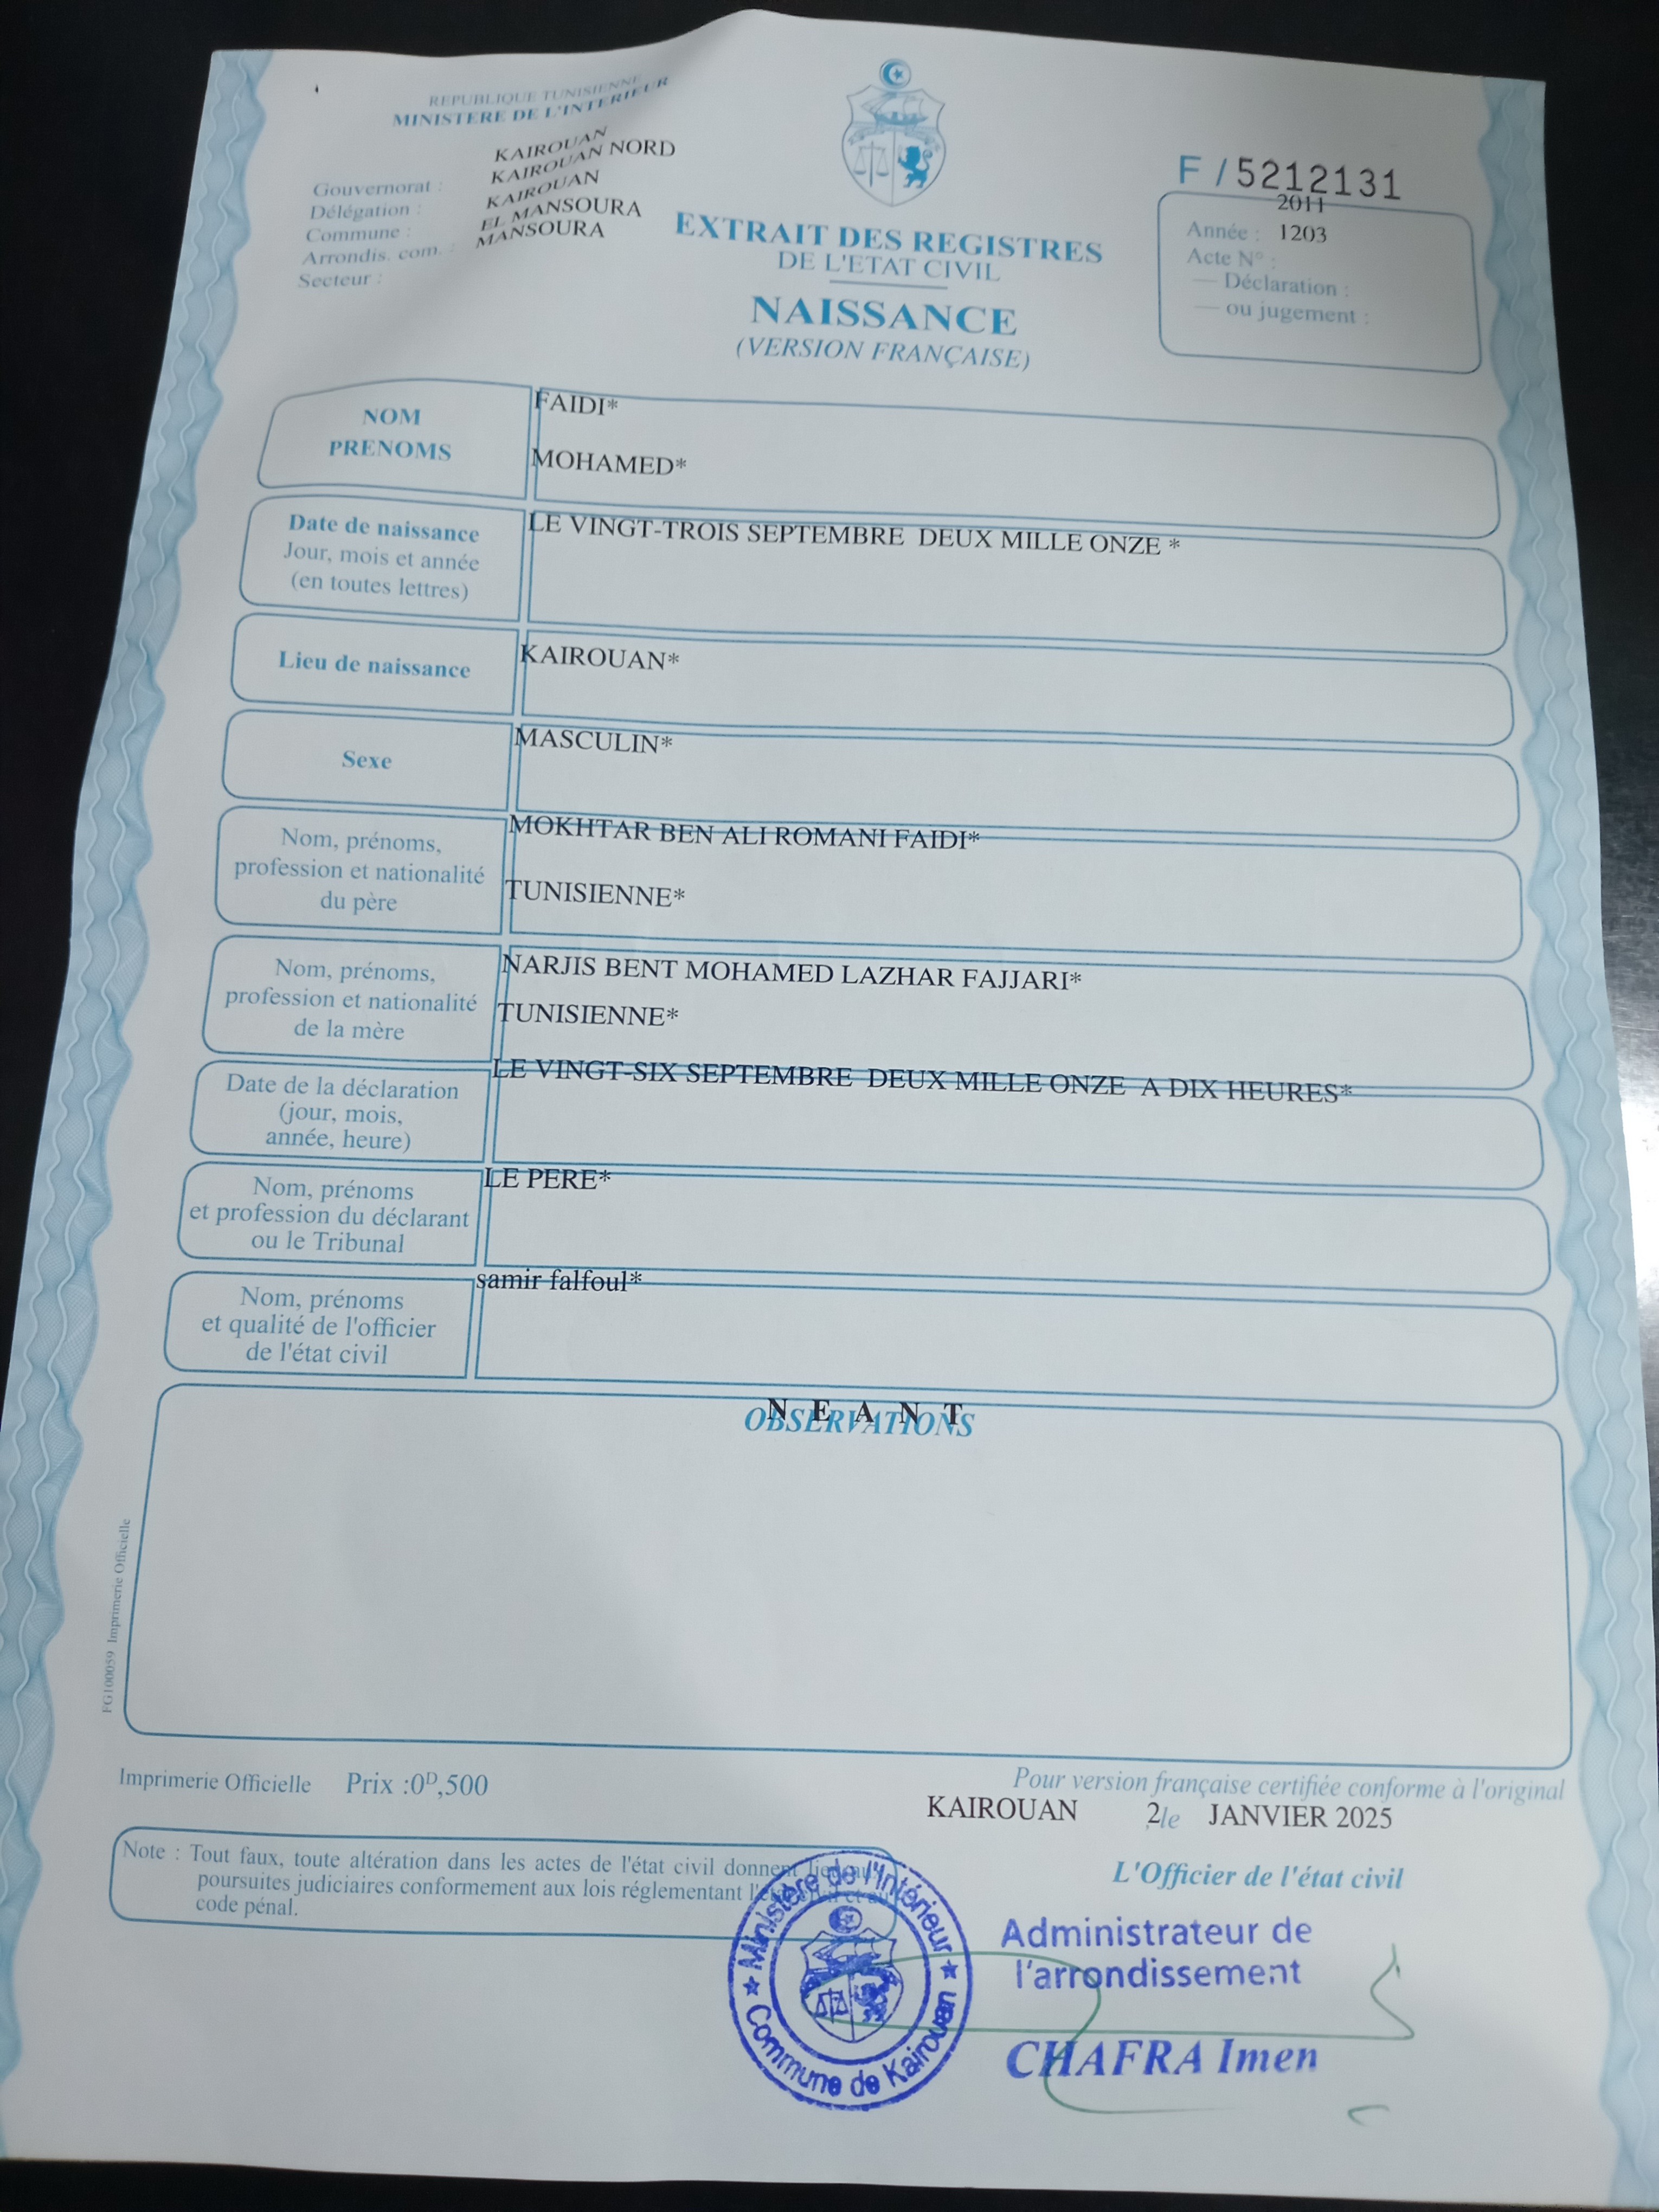 REPUBLIQUE TUNISIENNE
MINISTERE DE L'INTERIEUR
Gouvernorat : KAIROUAN
Délégation : KAIROUAN NORD
Commune : KAIROUAN
Arrondis. com. : EL MANSOURA
Secteur : MANSOURA
F / 5212131
2011
Année : 1203
Acte N° :
— Déclaration :
— ou jugement :
EXTRAIT DES REGISTRES
DE L'ETAT CIVIL
NAISSANCE
(VERSION FRANÇAISE)
NOM FAIDI*
PRENOMS MOHAMED*
Date de naissance LE VINGT-TROIS SEPTEMBRE DEUX MILLE ONZE *
Jour, mois et année
(en toutes lettres)
Lieu de naissance KAIROUAN*
Sexe MASCULIN*
Nom, prénoms, MOKHTAR BEN ALI ROMANI FAIDI*
profession et nationalité TUNISIENNE*
du père
Nom, prénoms, NARJIS BENT MOHAMED LAZHAR FAJJARI*
profession et nationalité TUNISIENNE*
de la mère
Date de la déclaration LE VINGT-SIX SEPTEMBRE DEUX MILLE ONZE A DIX HEURES*
(jour, mois,
année, heure)
Nom, prénoms LE PERE*
et profession du déclarant
ou le Tribunal
Nom, prénoms samir falfoul*
et qualité de l'officier
de l'état civil
N E A N T
OBSERVATIONS
FG100059 Imprimerie Officielle
Imprimerie Officielle Prix :0ᴰ,500
Pour version française certifiée conforme à l'original
KAIROUAN 2 le JANVIER 2025
Note : Tout faux, toute altération dans les actes de l'état civil donnent lieu aux
poursuites judiciaires conformement aux lois réglementant l'état civil et au
code pénal.
L'Officier de l'état civil
Administrateur de
l'arrondissement
CHAFRA Imen
Ministère de l'Intérieur
Commune de Kairouan